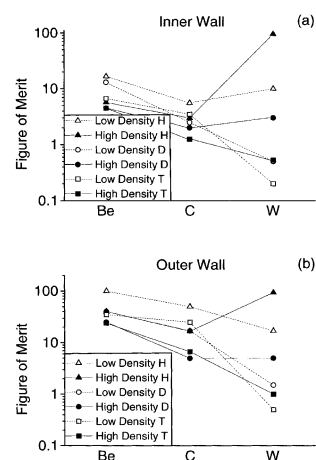 Inner Wall (a)
100
10
1
0.1
Figure of Merit
Low Density H
High Density H
Low Density D
High Density D
Low Density T
High Density T
Be C W
Outer Wall (b)
100
10
1
0.1
Figure of Merit
Low Density H
High Density H
Low Density D
High Density D
Low Density T
High Density T
Be C W